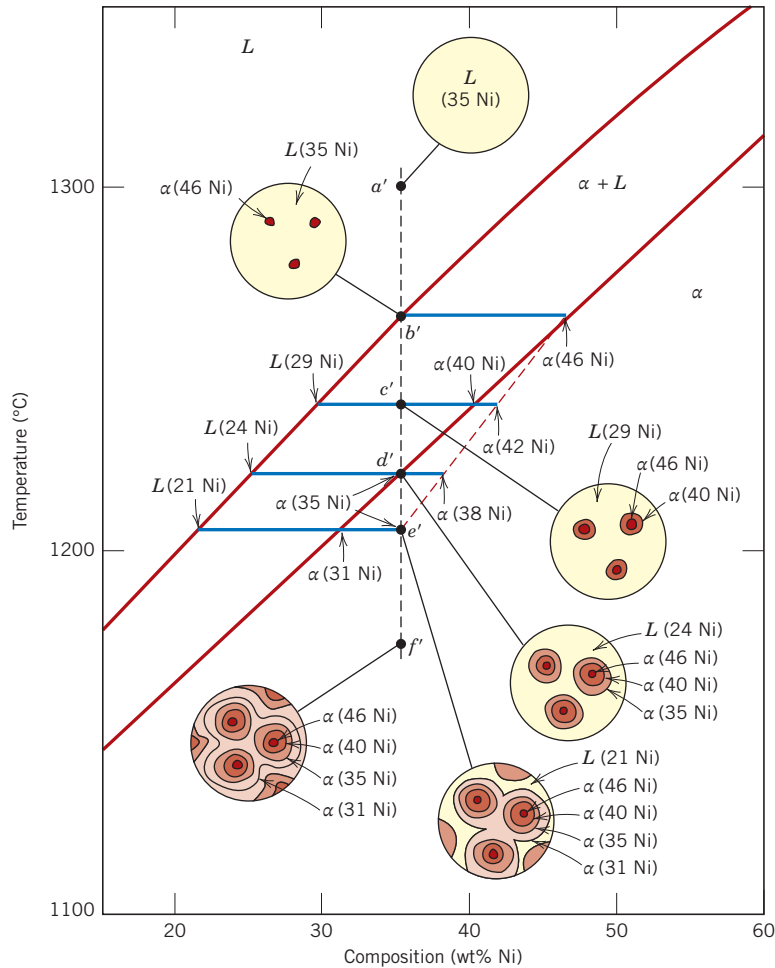 L
L
(35 Ni)
L(35 Ni)
α(46 Ni)
1300
a′
α + L
α
b′
L(29 Ni)
c′
α(40 Ni)
α(46 Ni)
L(24 Ni)
α(42 Ni)
L(29 Ni)
α(46 Ni)
α(40 Ni)
L(21 Ni)
d′
α(35 Ni)
α(38 Ni)
e′
1200
α(31 Ni)
f′
L (24 Ni)
α(46 Ni)
α(40 Ni)
α(35 Ni)
α(46 Ni)
α(40 Ni)
α(35 Ni)
α(31 Ni)
L (21 Ni)
α(46 Ni)
α(40 Ni)
α(35 Ni)
α(31 Ni)
1100
20
30
40
50
60
Composition (wt% Ni)
Temperature (°C)